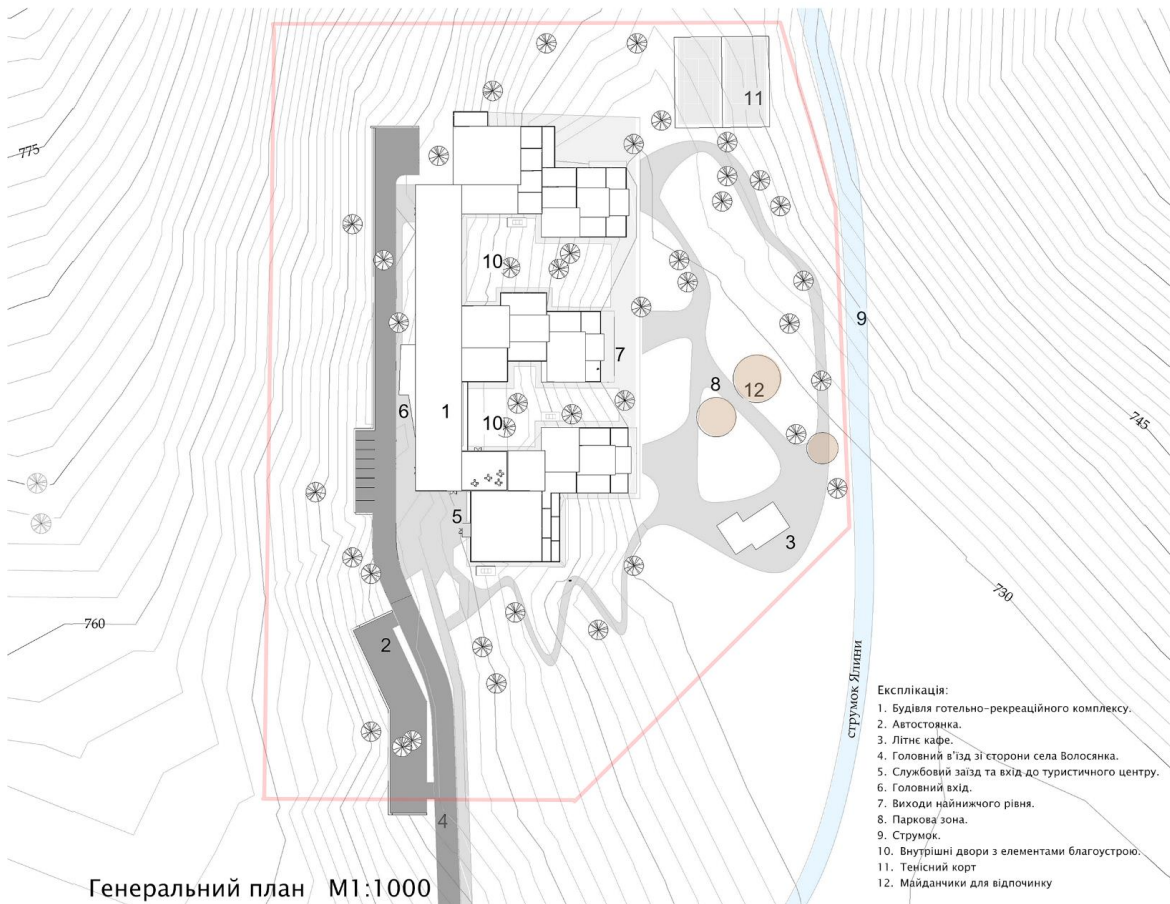 11
775
10
9
7
8
12
6
1
10
745
5
3
730
760
2
струмок Ялини
4
Експлікація:
1. Будівля готельно-рекреаційного комплексу.
2. Автостоянка.
3. Літнє кафе.
4. Головний в'їзд зі сторони села Волосянка.
5. Службовий заїзд та вхід до туристичного центру.
6. Головний вхід.
7. Виходи найнижчого рівня.
8. Паркова зона.
9. Струмок.
10. Внутрішні двори з елементами благоустрою.
11. Тенісний корт
12. Майданчики для відпочинку
Генеральний план М1:1000